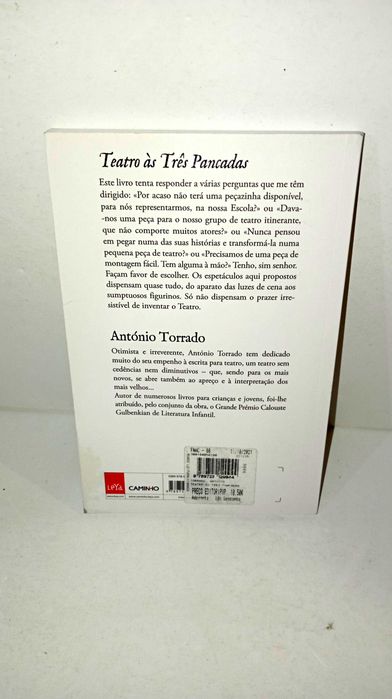 Teatro às Três Pancadas
Este livro tenta responder a várias perguntas que me têm
dirigido: «Por acaso não terá uma peçazinha disponível,
para nós representarmos, na nossa Escola?» ou «Dava-
-nos uma peça para o nosso grupo de teatro itinerante,
que não comporte muitos atores?» ou «Nunca pensou
em pegar numa das suas histórias e transformá-la numa
pequena peça de teatro?» ou «Precisamos de uma peça de
montagem fácil. Tem alguma à mão?» Tenho, sim senhor.
Façam favor de escolher. Os espetáculos aqui propostos
dispensam quase tudo, do aparato das luzes de cena aos
sumptuosos figurinos. Só não dispensam o prazer irre-
sistível de inventar o Teatro.
António Torrado
Otimista e irreverente, António Torrado tem dedicado
muito do seu empenho à escrita para teatro, um teatro sem
cedências nem diminutivos – que, sendo para os mais
novos, se abre também ao apreço e à interpretação dos
mais velhos...
Autor de numerosos livros para crianças e jovens, foi-lhe
atribuído, pelo conjunto da obra, o Grande Prémio Calouste
Gulbenkian de Literatura Infantil.
LEYA
CAMINHO
FNAC
PREÇO EDITOR/PVP 10.50€